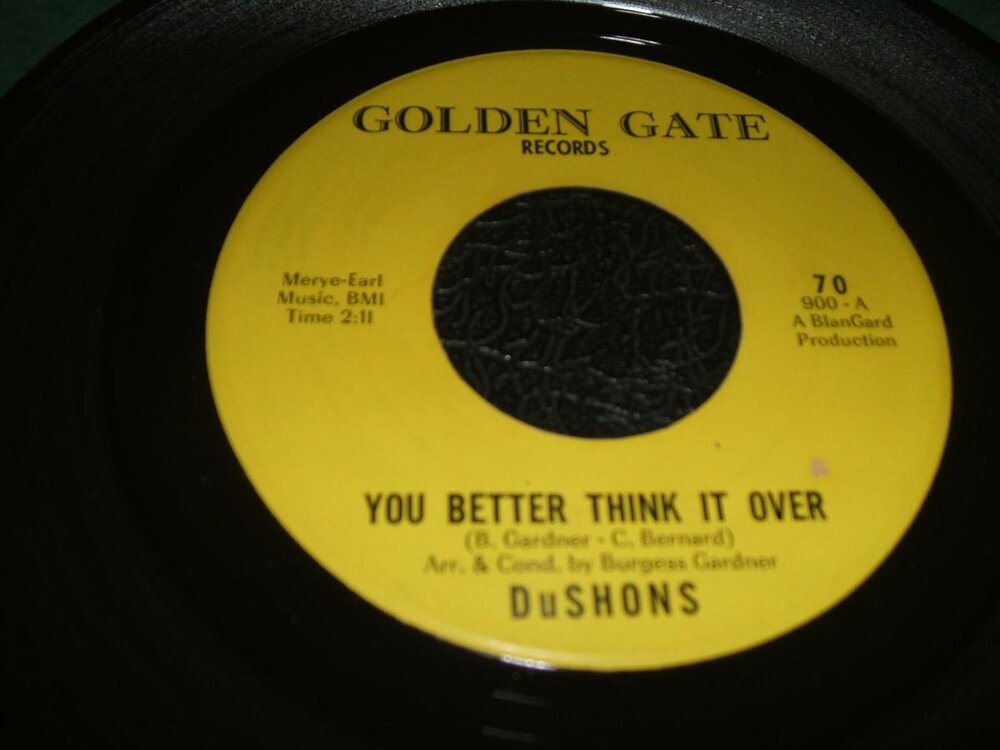 GOLDEN GATE
RECORDS
Merye-Earl
Music, BMI
Time 2:11
70
900 - A
A BlanGard
Production
YOU BETTER THINK IT OVER
(B. Gardner - C. Bernard)
Arr. & Cond. by Burgess Gardner
DuSHONS